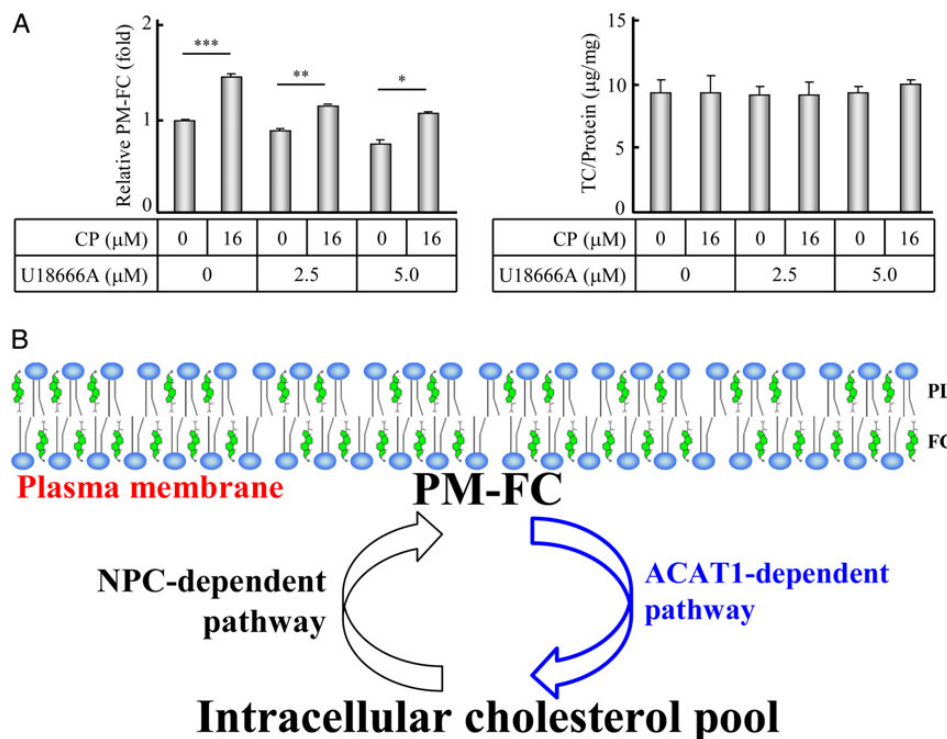 A
Relative PM-FC (fold)
2
1
0
***
**
*
CP (μM) 0 16 0 16 0 16
U18666A (μM) 0 2.5 5.0
TC/Protein (μg/mg)
15
10
5
0
CP (μM) 0 16 0 16 0 16
U18666A (μM) 0 2.5 5.0
B
FC
Plasma membrane
PM-FC
NPC-dependent
pathway
ACAT1-dependent
pathway
Intracellular cholesterol pool